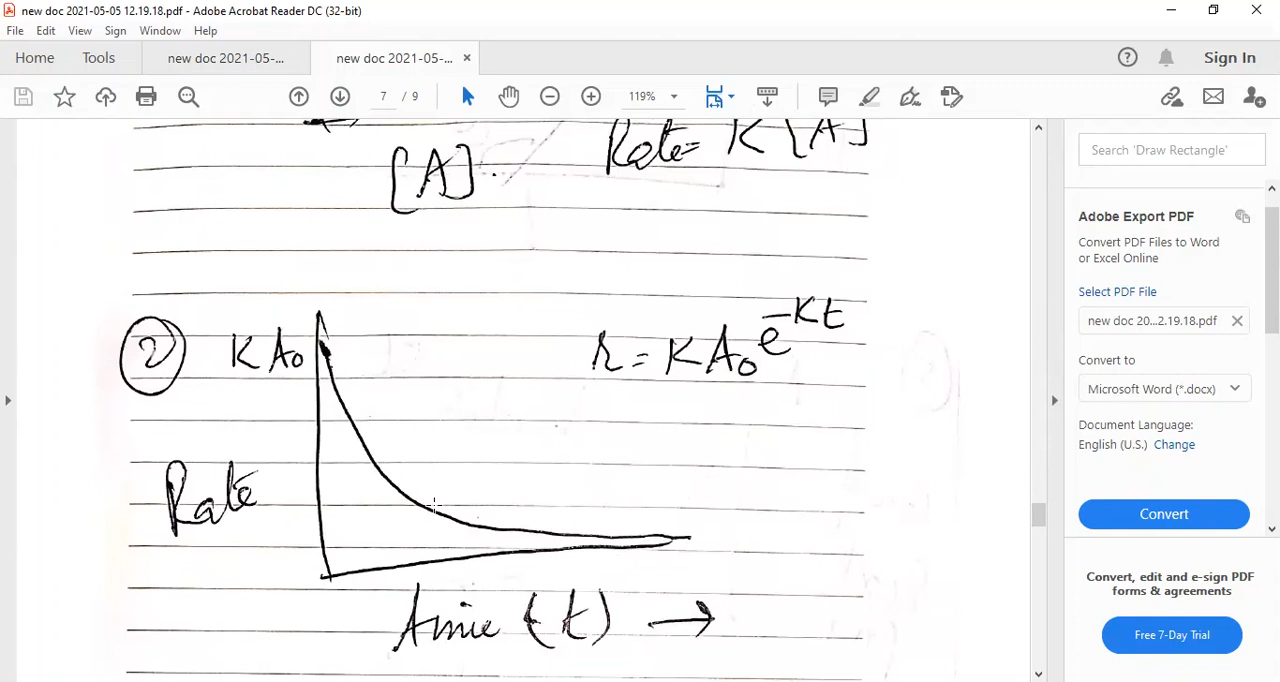 new doc 2021-05-05 12.19.18.pdf - Adobe Acrobat Reader DC (32-bit)
File Edit View Sign Window Help
Home Tools new doc 2021-05-... new doc 2021-05-... ×
Sign In
7 / 9 119%
Rate = K [A]
[A].
2 K A₀ r = K A₀ e^-Kt
Rate
Time (t) →
Search 'Draw Rectangle'
Adobe Export PDF
Convert PDF Files to Word
or Excel Online
Select PDF File
new doc 20...2.19.18.pdf
Convert to
Microsoft Word (*.docx)
Document Language:
English (U.S.) Change
Convert
Convert, edit and e-sign PDF
forms & agreements
Free 7-Day Trial